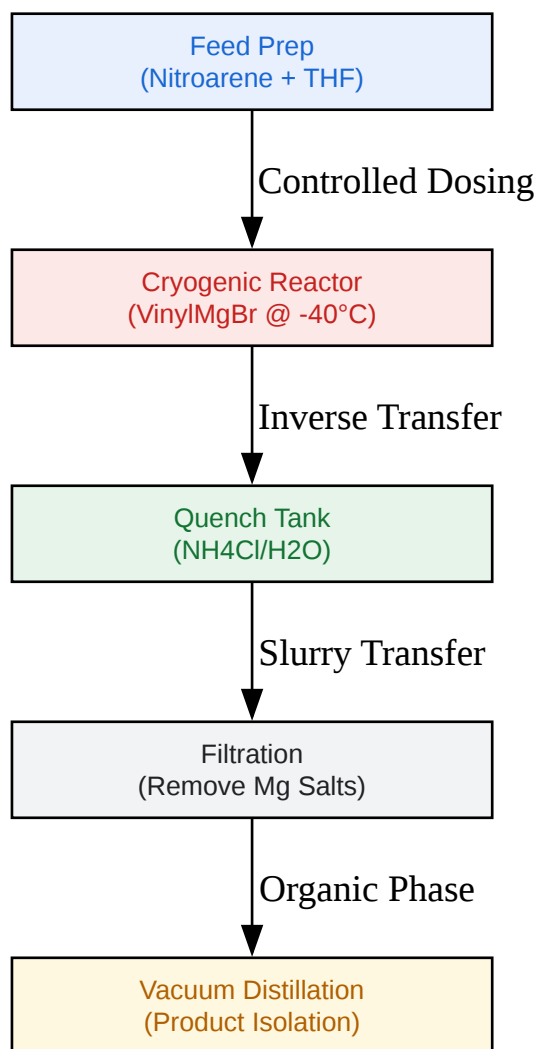 Feed Prep
(Nitroarene + THF)
Controlled Dosing
Cryogenic Reactor
(VinylMgBr @ -40°C)
Inverse Transfer
Quench Tank
(NH4Cl/H2O)
Slurry Transfer
Filtration
(Remove Mg Salts)
Organic Phase
Vacuum Distillation
(Product Isolation)